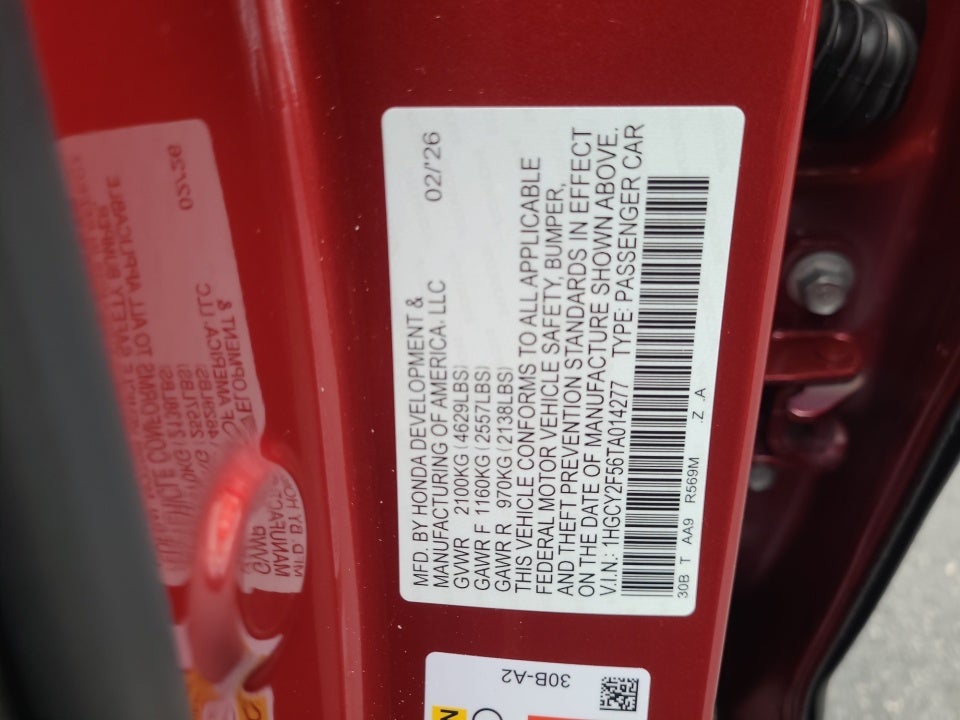 MFD. BY HONDA DEVELOPMENT & 02/'26
MANUFACTURING OF AMERICA, LLC
GVWR 2100KG (4629LBS)
GAWR F 1160KG (2557LBS)
GAWR R 970KG (2138LBS)
THIS VEHICLE CONFORMS TO ALL APPLICABLE
FEDERAL MOTOR VEHICLE SAFETY, BUMPER,
AND THEFT PREVENTION STANDARDS IN EFFECT
ON THE DATE OF MANUFACTURE SHOWN ABOVE.
V.I.N.: 1HGCY2F56TA014277 TYPE: PASSENGER CAR
30B T AA9 R569M .Z .A
30B-A2